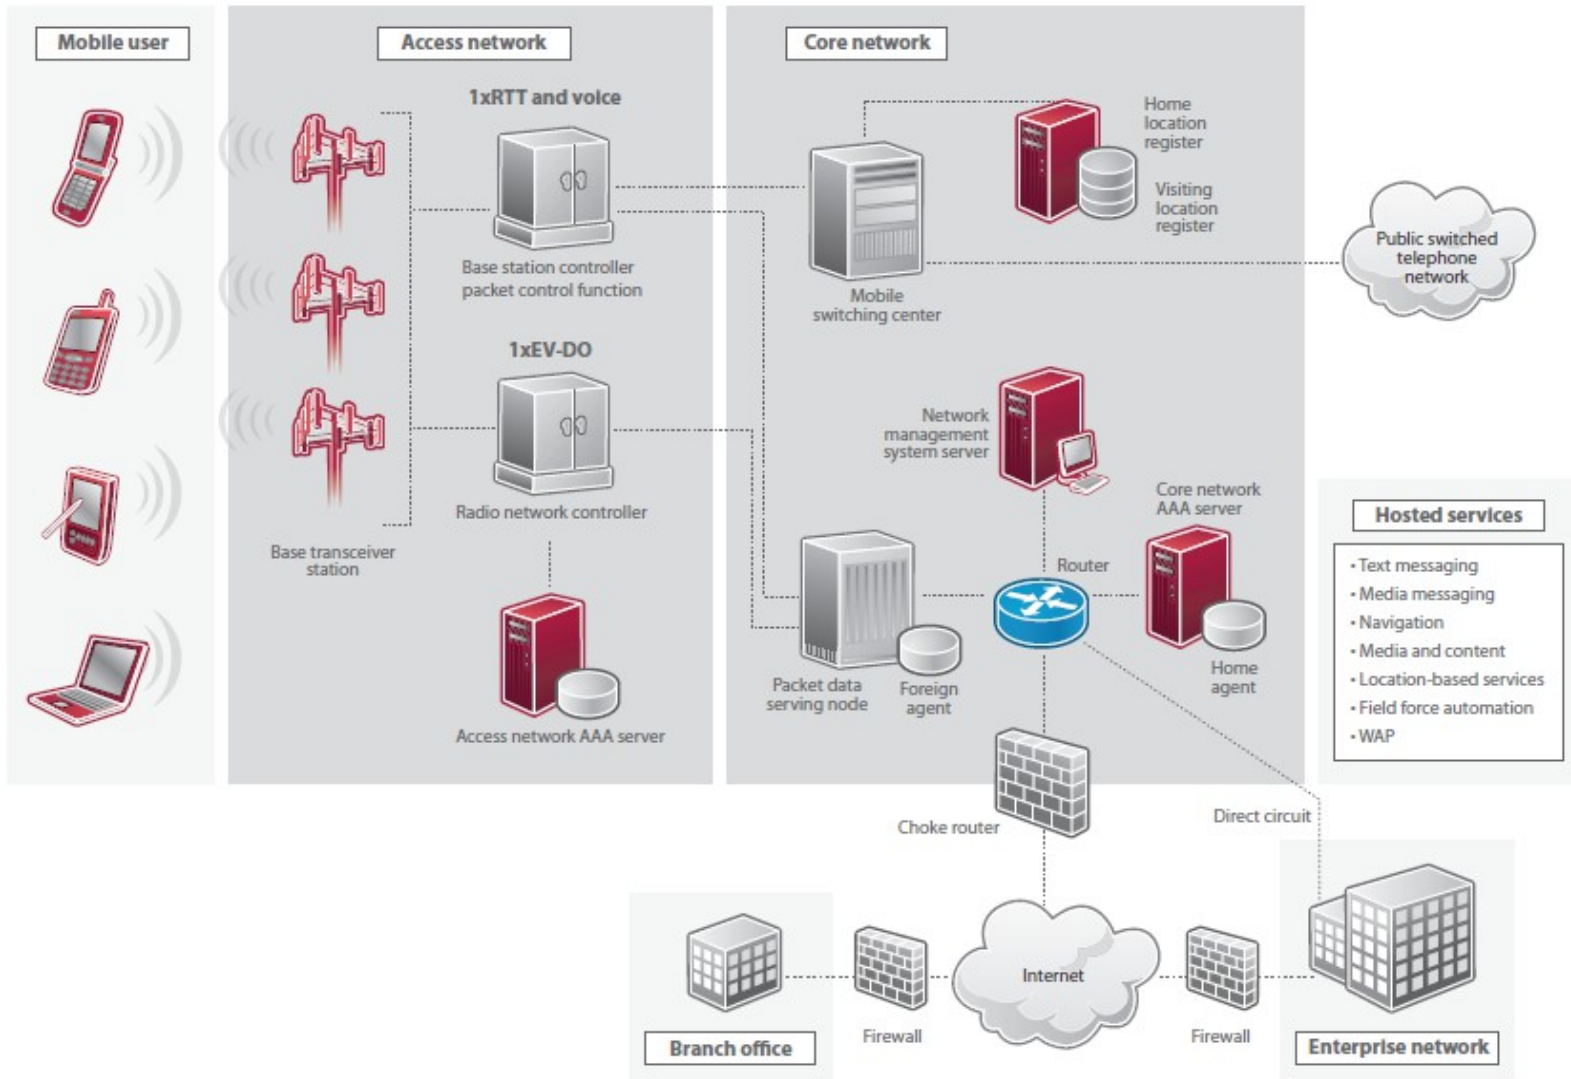 Mobile user
Access network
Core network
1xRTT and voice
Base station controller
packet control function
1xEV-DO
Radio network controller
Base transceiver
station
Access network AAA server
Home
location
register
Visiting
location
register
Mobile
switching center
Public switched
telephone
network
Network
management
system server
Core network
AAA server
Router
Packet data
serving node
Foreign
agent
Home
agent
Hosted services
• Text messaging
• Media messaging
• Navigation
• Media and content
• Location-based services
• Field force automation
• WAP
Choke router
Direct circuit
Internet
Firewall
Firewall
Branch office
Enterprise network